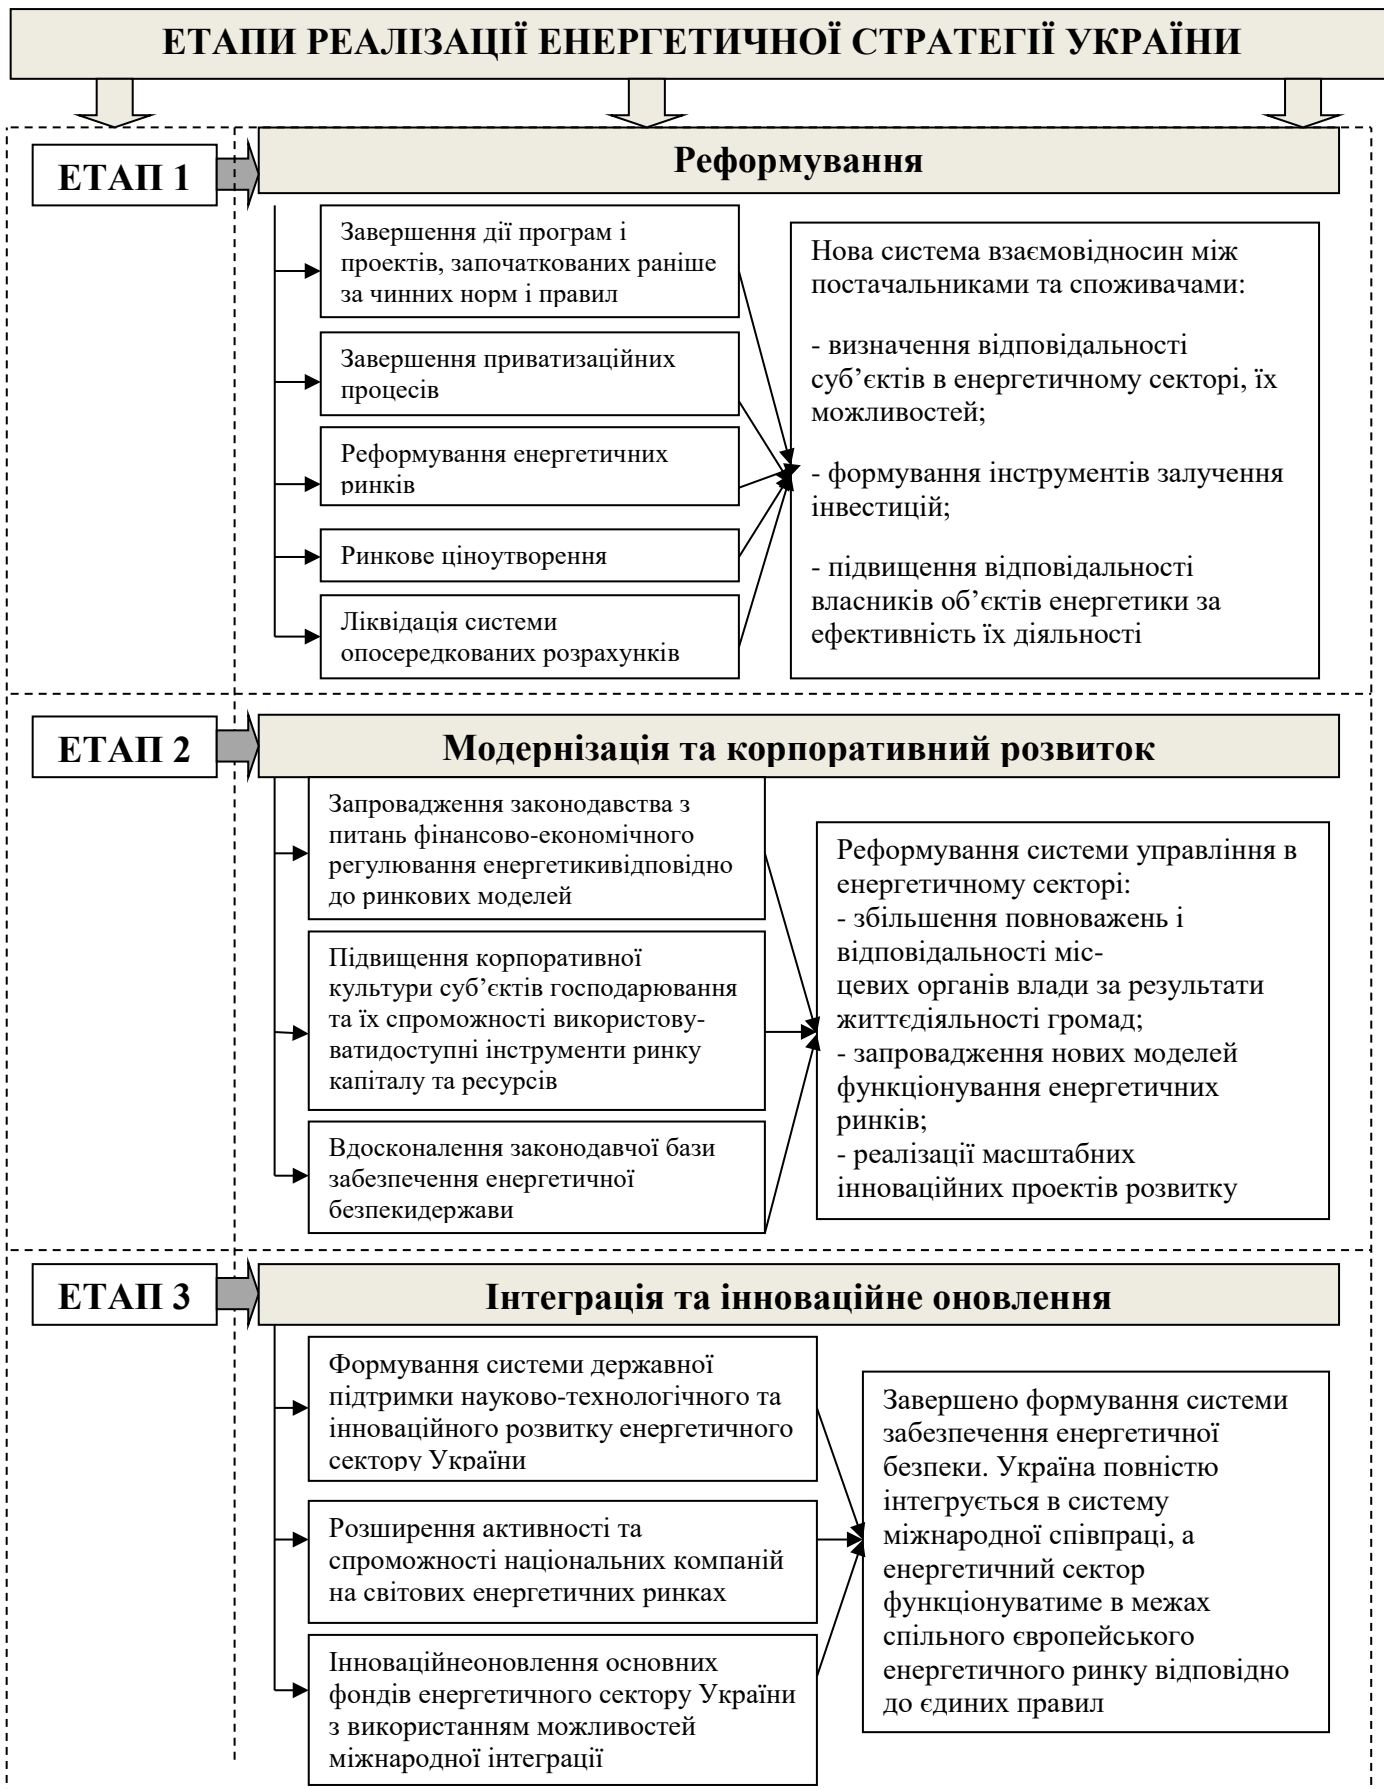 ЕТАПИ РЕАЛІЗАЦІЇ ЕНЕРГЕТИЧНОЇ СТРАТЕГІЇ УКРАЇНИ
ЕТАП 1
Реформування
Завершення дії програм і
проектів, започаткованих раніше
за чинних норм і правил
Завершення приватизаційних
процесів
Реформування енергетичних
ринків
Ринкове ціноутворення
Ліквідація системи
опосередкованих розрахунків
Нова система взаємовідносин між
постачальниками та споживачами:
- визначення відповідальності
суб’єктів в енергетичному секторі, їх
можливостей;
- формування інструментів залучення
інвестицій;
- підвищення відповідальності
власників об’єктів енергетики за
ефективність їх діяльності
ЕТАП 2
Модернізація та корпоративний розвиток
Запровадження законодавства з
питань фінансово-економічного
регулювання енергетикивідповідно
до ринкових моделей
Підвищення корпоративної
культури суб’єктів господарювання
та їх спроможності використову-
ватидоступні інструменти ринку
капіталу та ресурсів
Вдосконалення законодавчої бази
забезпечення енергетичної
безпекидержави
Реформування системи управління в
енергетичному секторі:
- збільшення повноважень і
відповідальності міс-
цевих органів влади за результати
життєдіяльності громад;
- запровадження нових моделей
функціонування енергетичних
ринків;
- реалізації масштабних
інноваційних проектів розвитку
ЕТАП 3
Інтеграція та інноваційне оновлення
Формування системи державної
підтримки науково-технологічного та
інноваційного розвитку енергетичного
сектору України
Розширення активності та
спроможності національних компаній
на світових енергетичних ринках
Інноваційнеоновлення основних
фондів енергетичного сектору України
з використанням можливостей
міжнародної інтеграції
Завершено формування системи
забезпечення енергетичної
безпеки. Україна повністю
інтегрується в систему
міжнародної співпраці, а
енергетичний сектор
функціонуватиме в межах
спільного європейського
енергетичного ринку відповідно
до єдиних правил